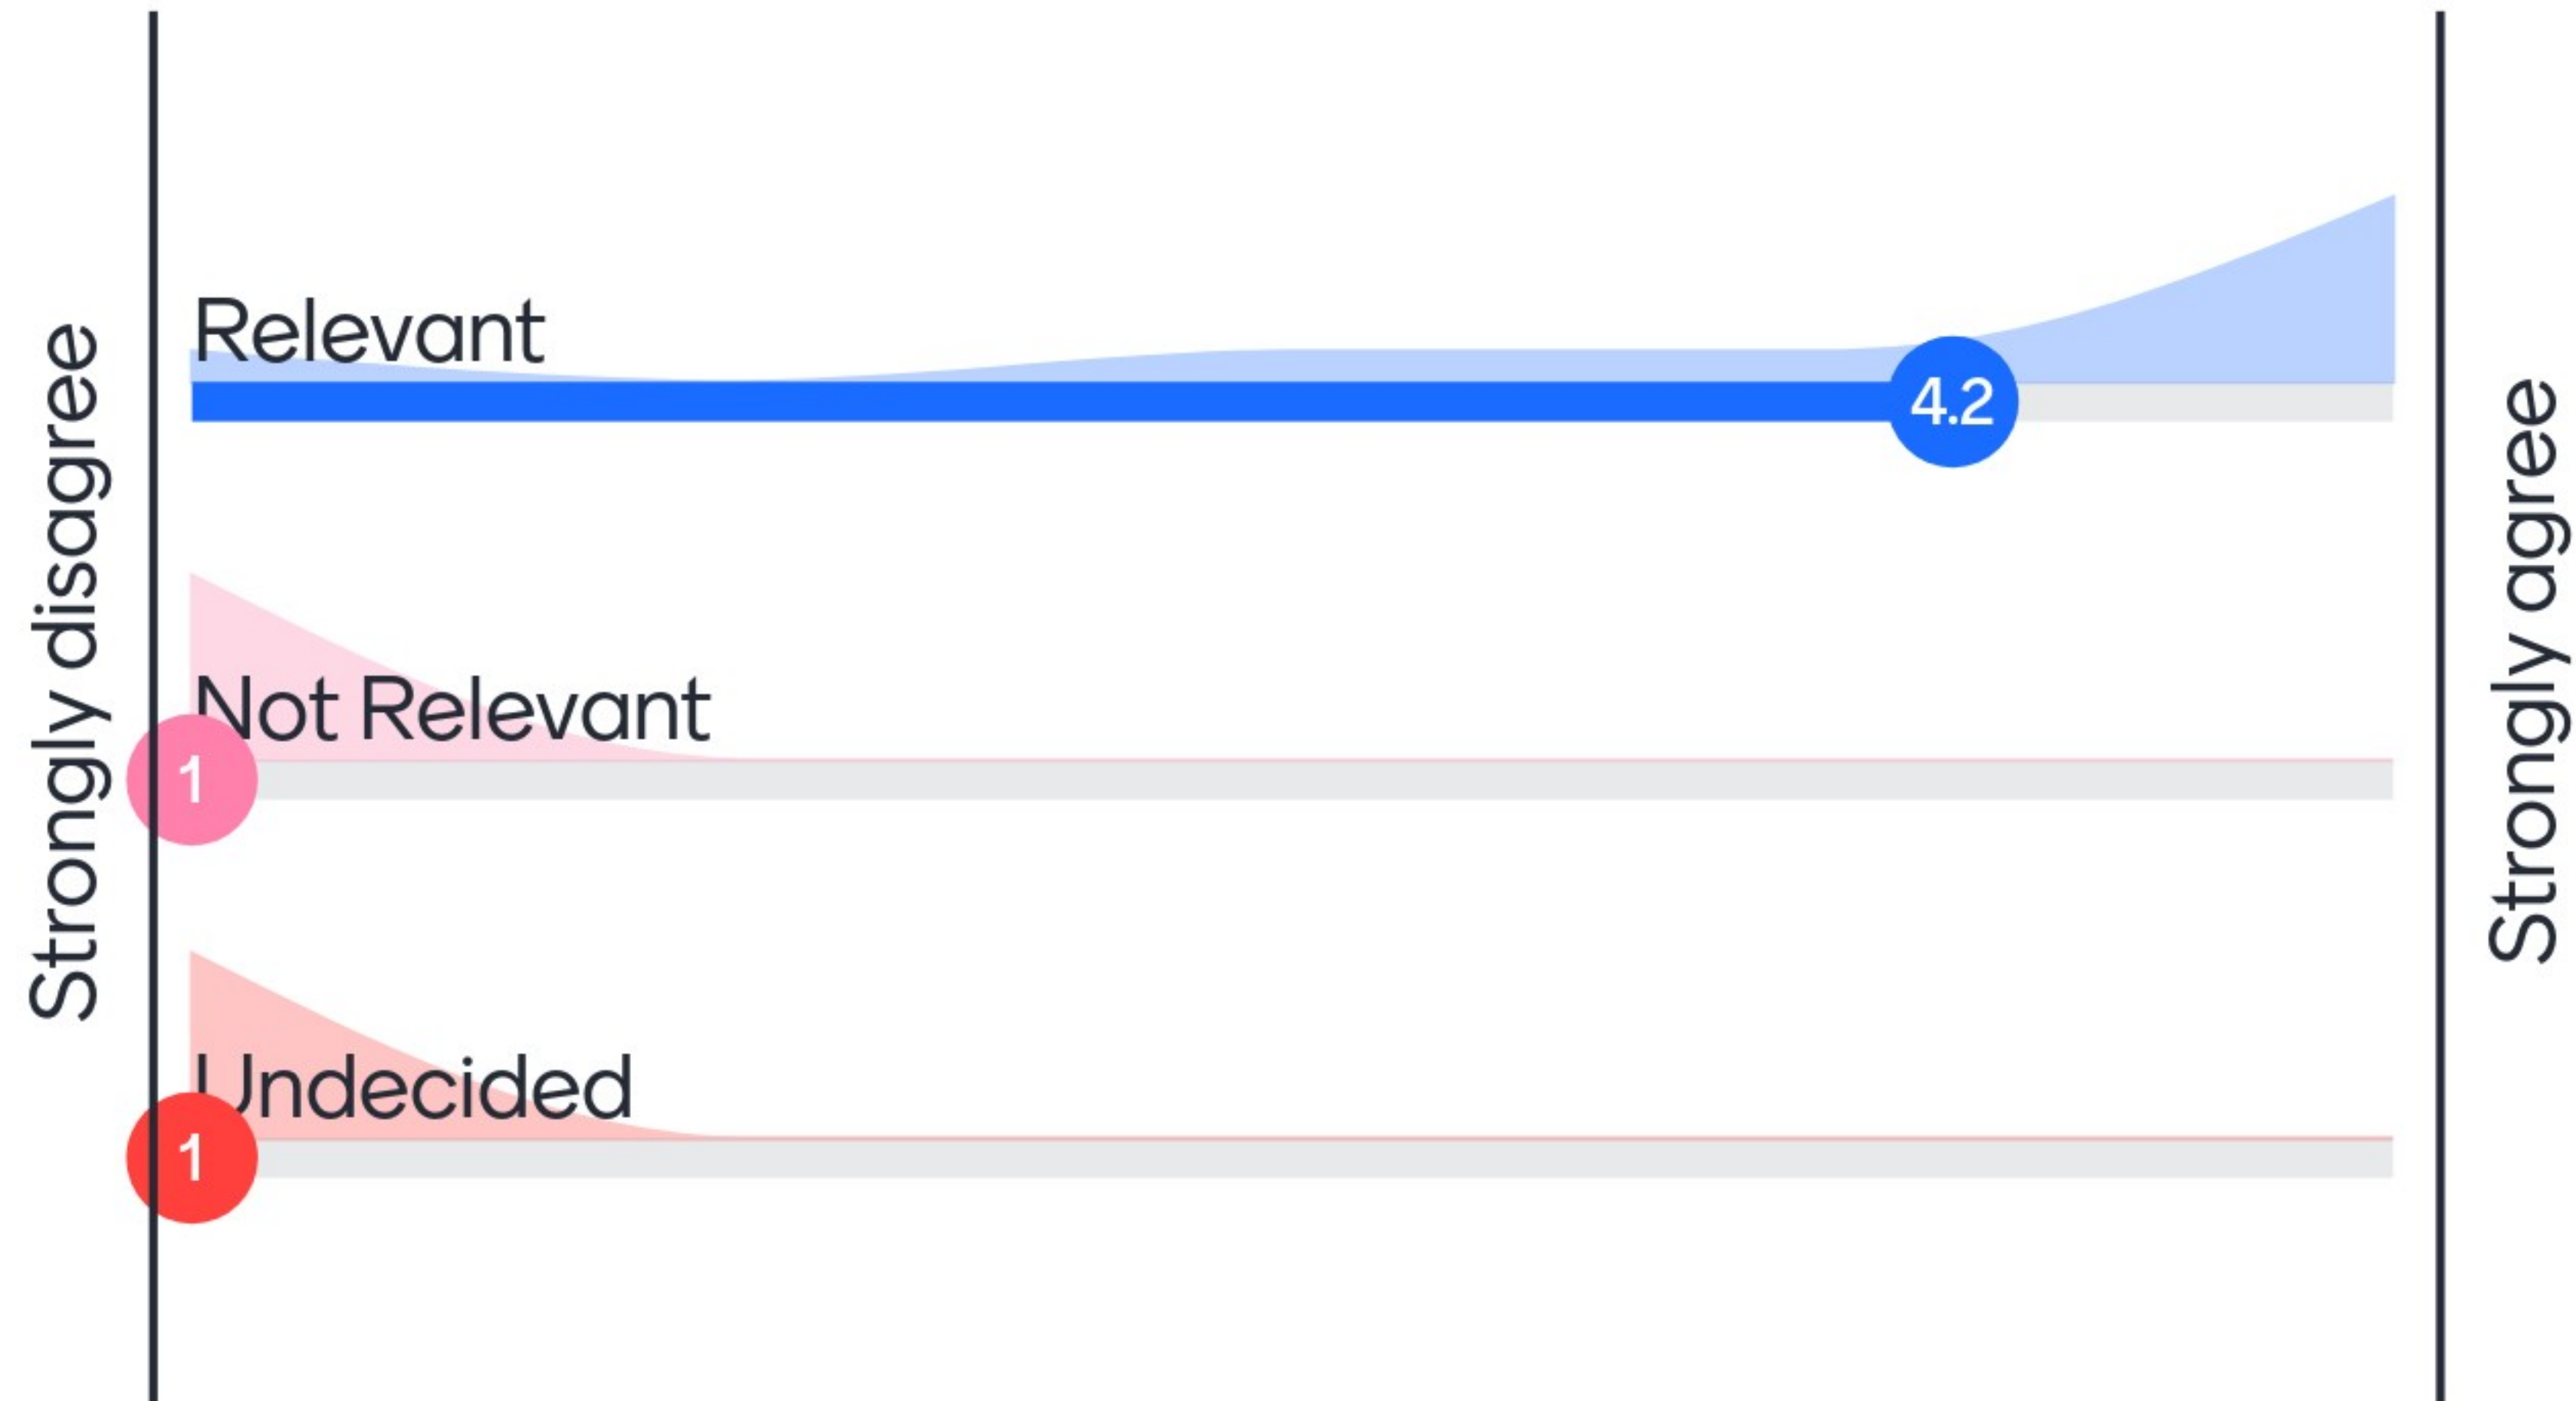 Strongly disagree
Relevant
4.2
Not Relevant
1
Undecided
1
Strongly agree